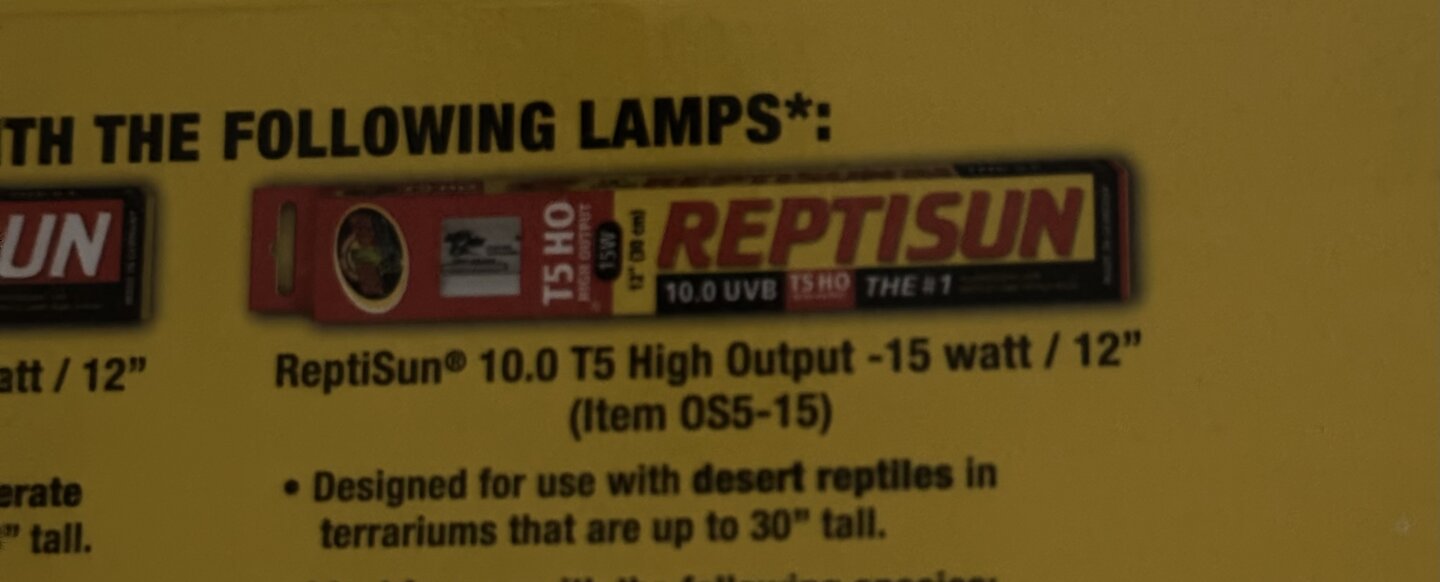 TH THE FOLLOWING LAMPS*:
UN
T5 HO
HIGH OUTPUT
15W
12" (30 cm)
REPTISUN
10.0 UVB T5 HO THE #1
att / 12”
ReptiSun® 10.0 T5 High Output -15 watt / 12”
(Item OS5-15)
erate
” tall.
• Designed for use with desert reptiles in
terrariums that are up to 30” tall.